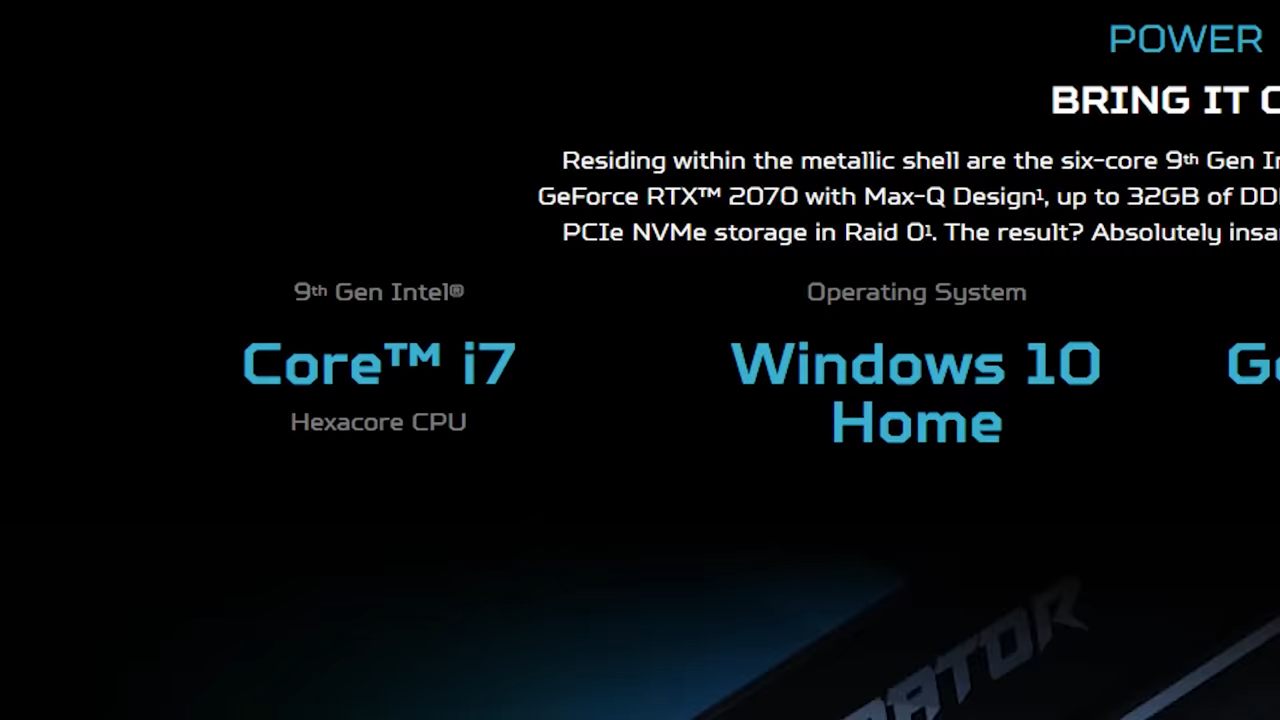 POWER
BRING IT
Residing within the metallic shell are the six-core 9th Gen
GeForce RTX™ 2070 with Max-Q Design¹, up to 32GB of
PCIe NVMe storage in Raid 0¹. The result? Absolutely
9th Gen Intel®
Operating System
Core™ i7
Windows 10
Hexacore CPU
Home